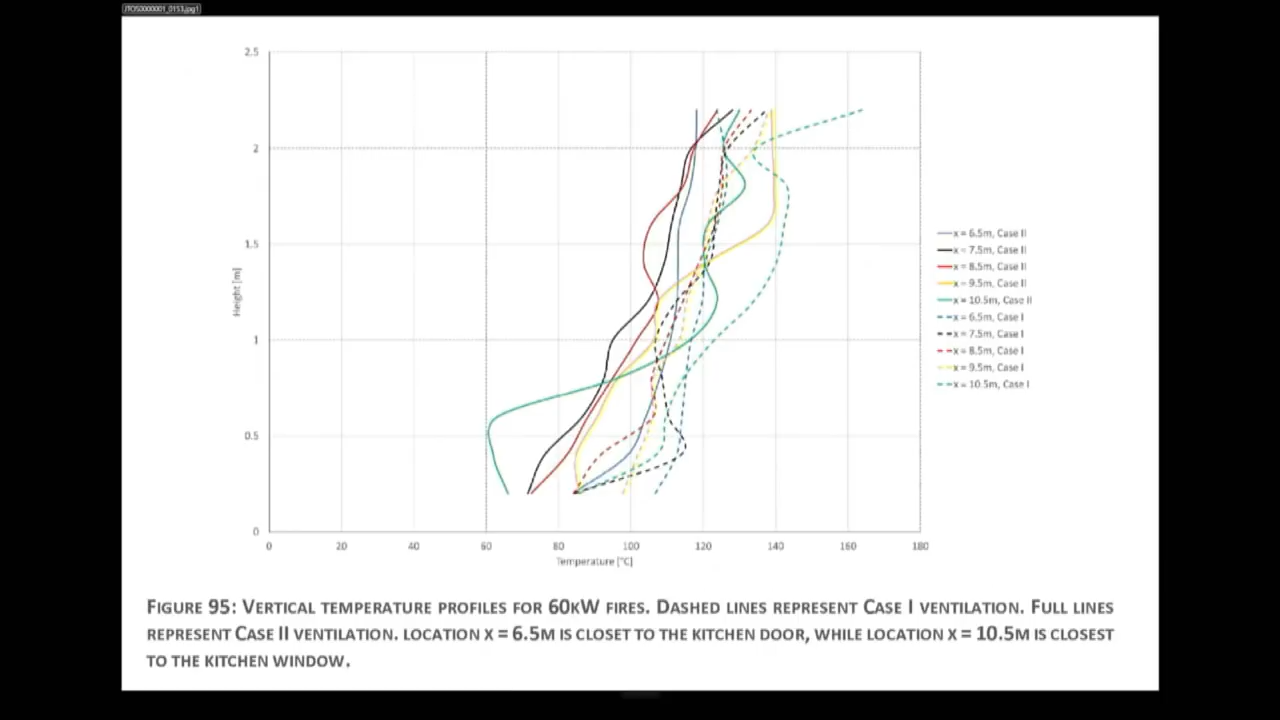 JTOS0000001_0153.jpg1
2.5
2
1.5
1
0.5
0
Height [m]
0 20 40 60 80 100 120 140 160 180
Temperature [°C]
x = 6.5m, Case II
x = 7.5m, Case II
x = 8.5m, Case II
x = 9.5m, Case II
x = 10.5m, Case II
x = 6.5m, Case I
x = 7.5m, Case I
x = 8.5m, Case I
x = 9.5m, Case I
x = 10.5m, Case I
FIGURE 95: VERTICAL TEMPERATURE PROFILES FOR 60KW FIRES. DASHED LINES REPRESENT CASE I VENTILATION. FULL LINES
REPRESENT CASE II VENTILATION. LOCATION X = 6.5M IS CLOSET TO THE KITCHEN DOOR, WHILE LOCATION X = 10.5M IS CLOSEST
TO THE KITCHEN WINDOW.